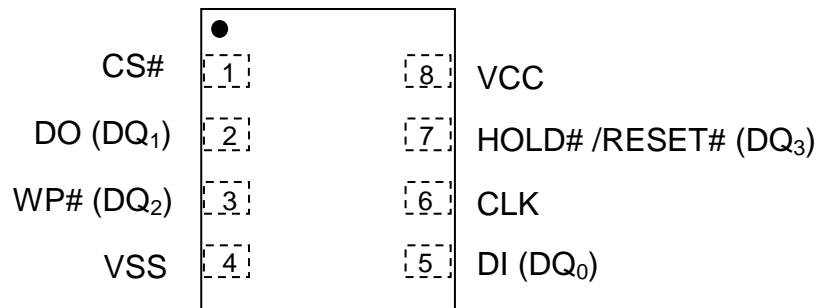 CS# 1 8 VCC
DO (DQ₁) 2 7 HOLD# /RESET# (DQ₃)
WP# (DQ₂) 3 6 CLK
VSS 4 5 DI (DQ₀)